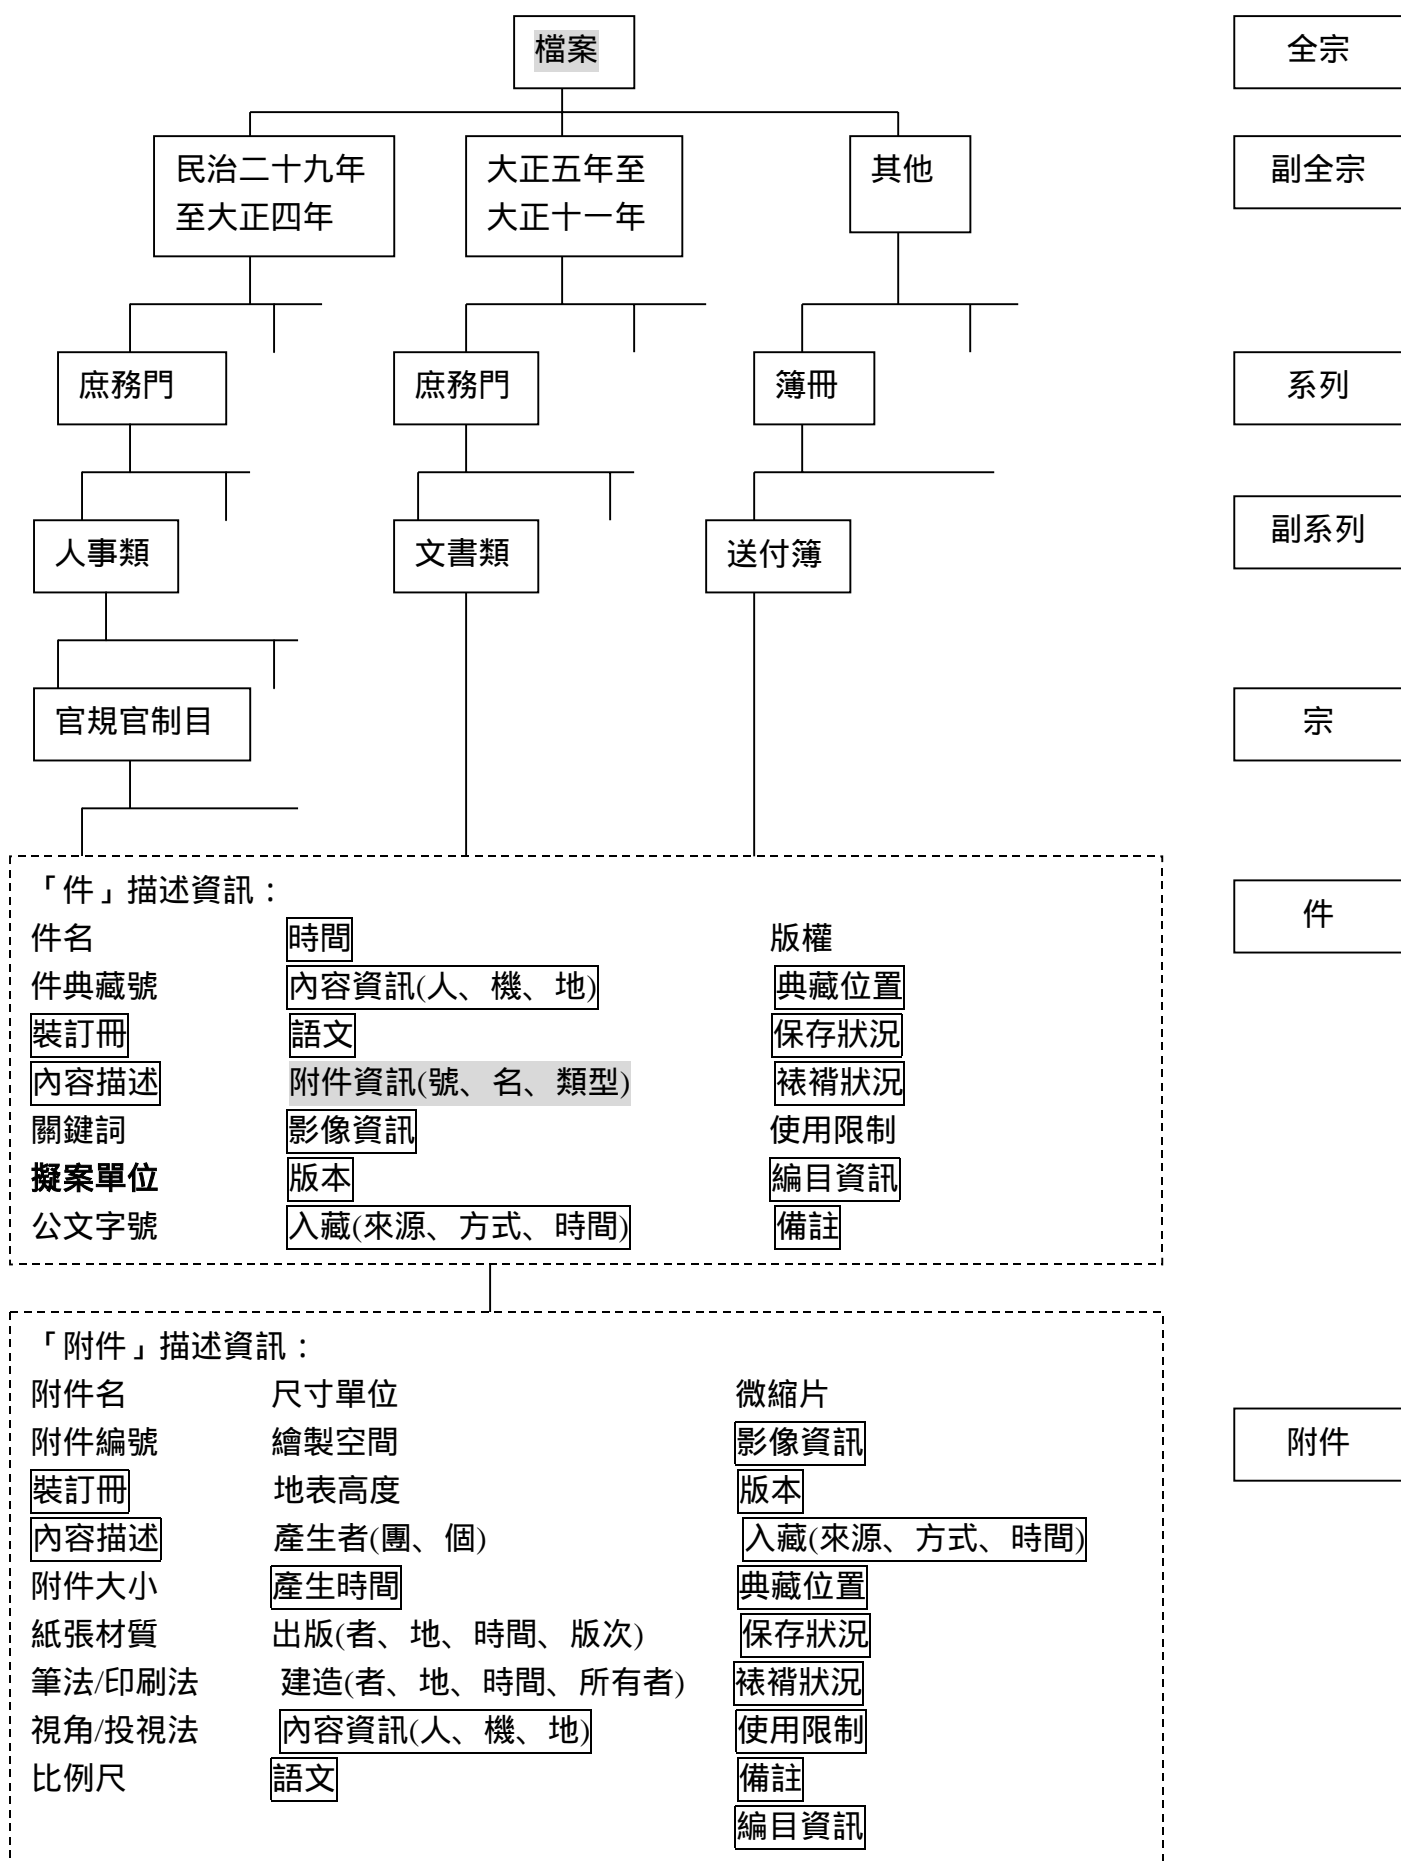 檔案 全宗
民治二十九年 大正五年至 其他 副全宗
至大正四年 大正十一年
庶務門 庶務門 簿冊 系列
副系列
人事類 文書類 送付簿
官規官制目 宗
「件」描述資訊：
件
件名 時間 版權
件典藏號 內容資訊(人、機、地) 典藏位置
裝訂冊 語文 保存狀況
內容描述 附件資訊(號、名、類型) 裱褙狀況
關鍵詞 影像資訊 使用限制
擬案單位 版本 編目資訊
公文字號 入藏(來源、方式、時間) 備註
「附件」描述資訊：
附件名 尺寸單位 微縮片
附件編號 繪製空間 影像資訊 附件
裝訂冊 地表高度 版本
內容描述 產生者(團、個) 入藏(來源、方式、時間)
附件大小 產生時間 典藏位置
紙張材質 出版(者、地、時間、版次) 保存狀況
筆法/印刷法 建造(者、地、時間、所有者) 裱褙狀況
視角/投視法 內容資訊(人、機、地) 使用限制
比例尺 語文 備註
編目資訊